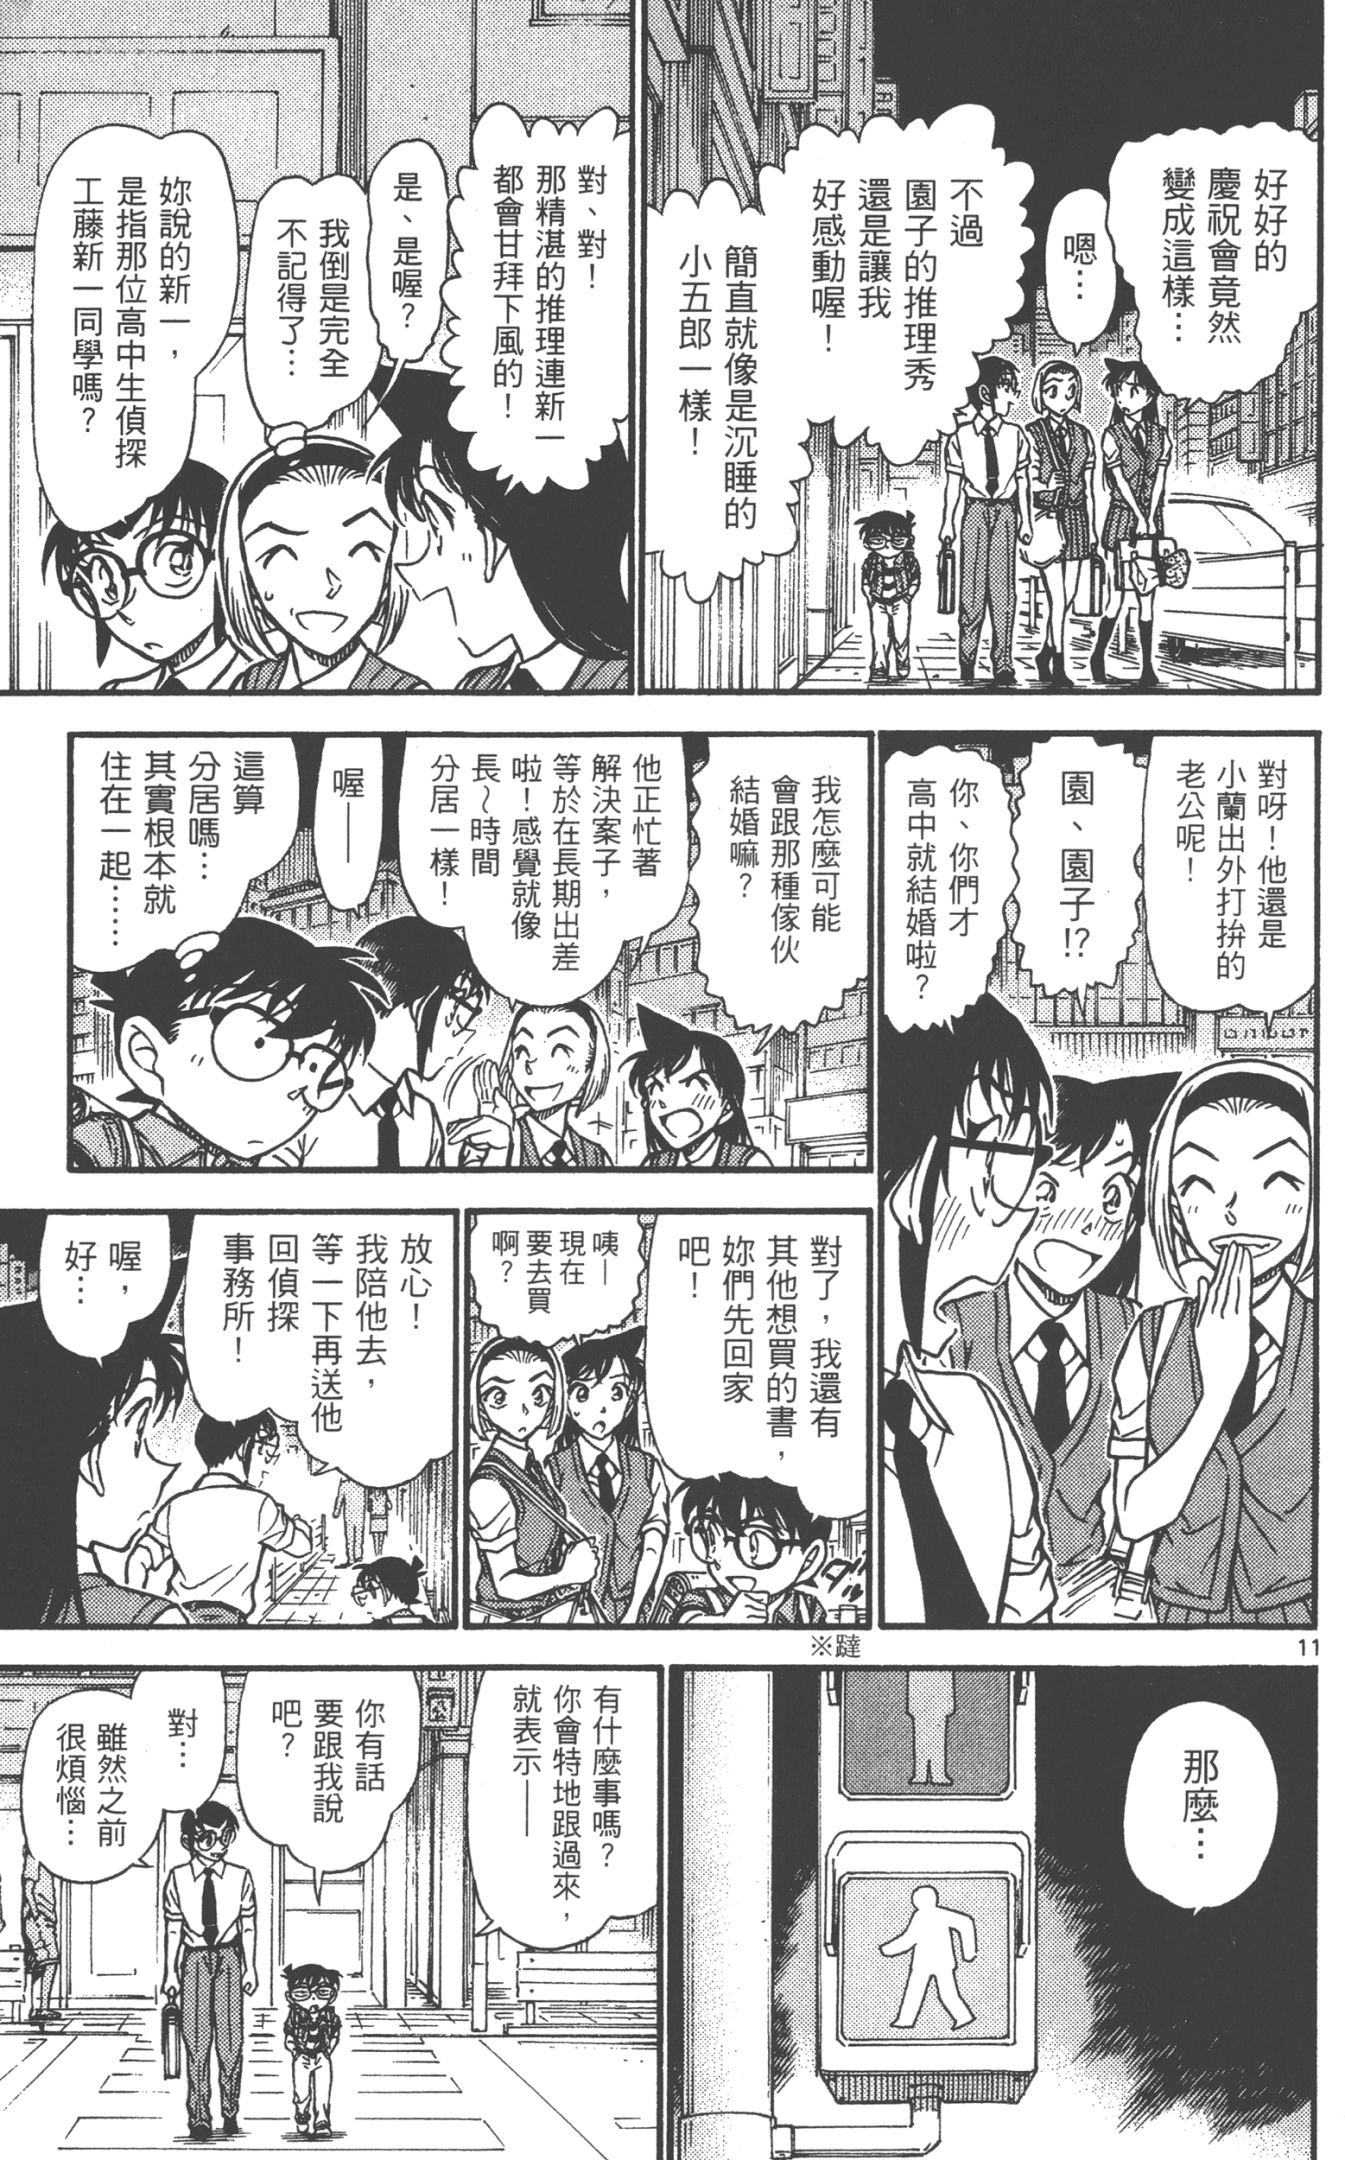 好好的
慶祝會竟然
變成這樣…
嗯…
不過
園子的推理秀
還是讓我
好感動喔！
簡直就像是沉睡的
小五郎一樣！
對、對！
那精湛的推理連新一
都會甘拜下風的！
是、是喔？
我倒是完全
不記得了…
妳說的新一，
是指那位高中生偵探
工藤新一同學嗎？
對呀！他還是
小蘭出外打拚的
老公呢！
園、園子!?
你、你們才
高中就結婚啦？
我怎麼可能
會跟那種傢伙
結婚嘛？
他正忙著
解決案子，
等於在長期出差
啦！感覺就像
長～時間
分居一樣！
喔——
這算
分居嗎…
其實根本就
住在一起……
對了，我還有
其他想買的書，
妳們先回家
吧！
咦—
現在
要去買
啊？
放心！
我陪他去，
等一下再送他
回偵探
事務所！
喔，
好…
※躂
11
那麼…
有什麼事嗎？
你會特地跟過來，
就表示——
你有話
要跟我說
吧？
對…
雖然之前
很煩惱…